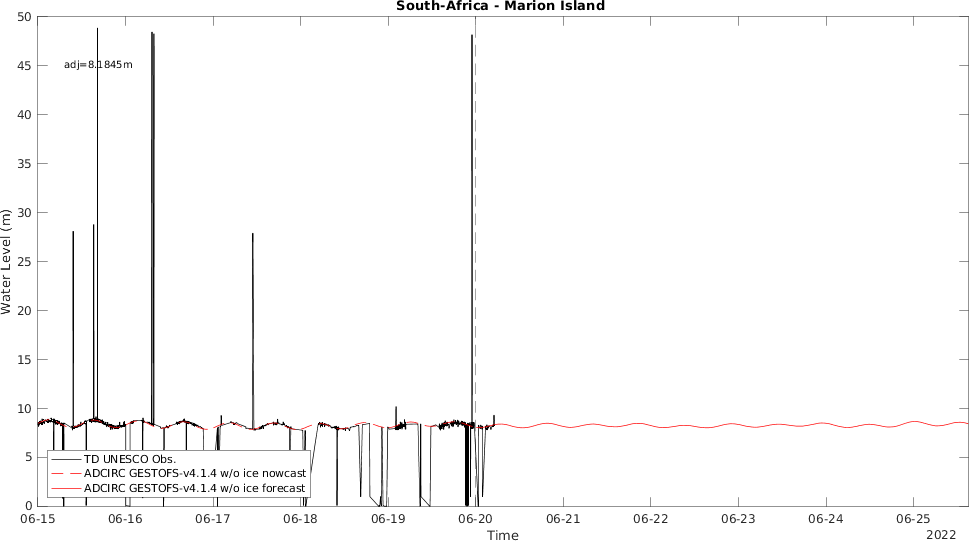 South-Africa - Marion Island
50
45
40
35
30
25
20
15
10
5
0
Water Level (m)
adj=8.1845m
TD UNESCO Obs.
ADCIRC GESTOFS-v4.1.4 w/o ice nowcast
ADCIRC GESTOFS-v4.1.4 w/o ice forecast
06-15 06-16 06-17 06-18 06-19 06-20 06-21 06-22 06-23 06-24 06-25
Time
2022